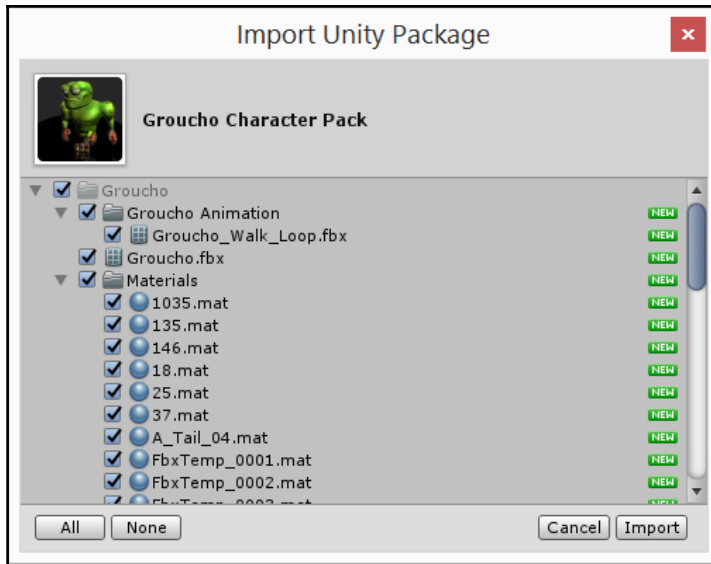 Import Unity Package
x
Groucho Character Pack
Groucho
Groucho Animation NEW
Groucho_Walk_Loop.fbx NEW
Groucho.fbx NEW
Materials NEW
1035.mat NEW
135.mat NEW
146.mat NEW
18.mat NEW
25.mat NEW
37.mat NEW
A_Tail_04.mat NEW
FbxTemp_0001.mat NEW
FbxTemp_0002.mat NEW
All None Cancel Import